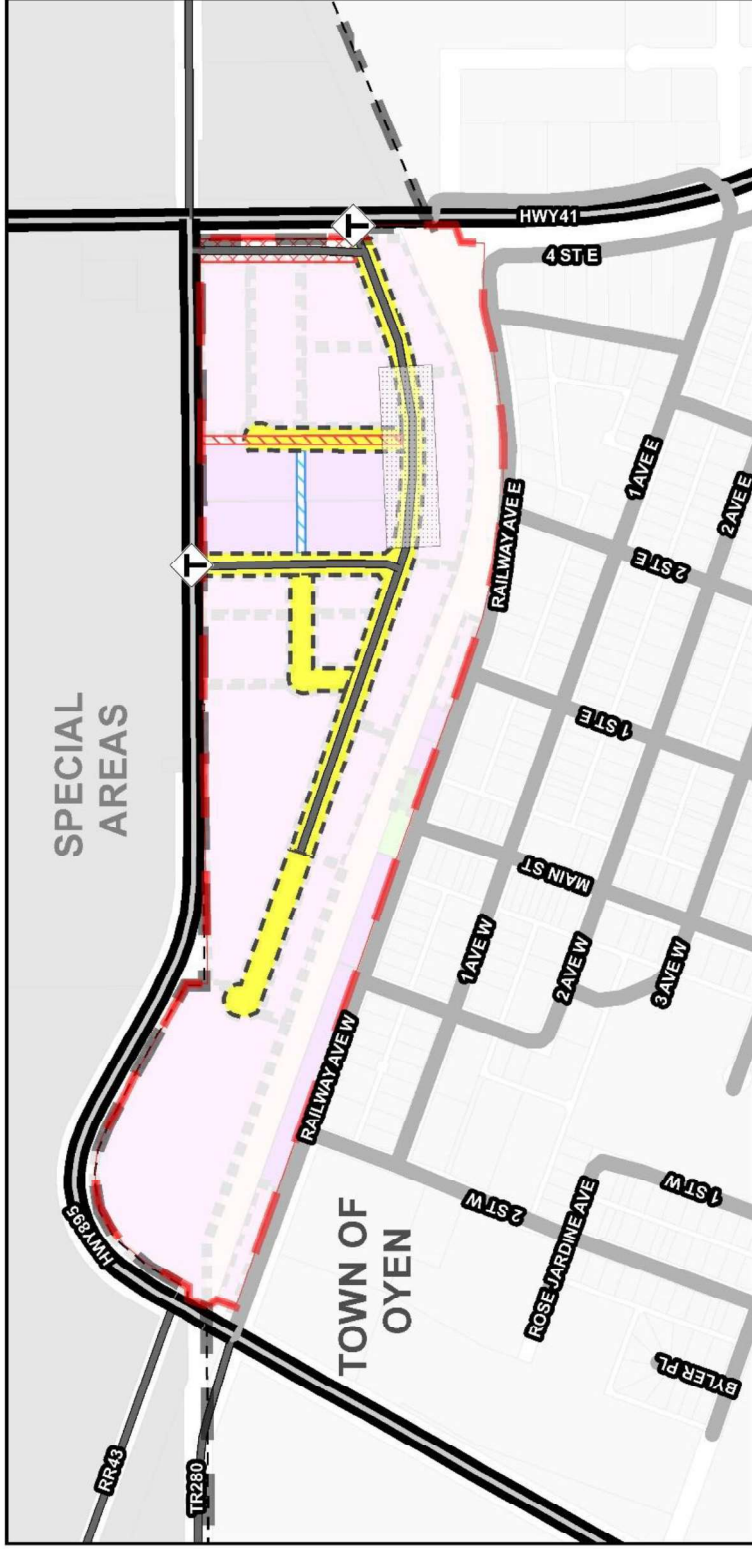 SPECIAL
AREAS
HWY895
RR43
TR280
TOWN OF
OYEN
RAILWAY AVE W
RAILWAY AVE E
HWY41
4 ST E
T
T
1 AVE E
2 AVE E
2 ST E
1 ST E
MAIN ST
1 AVE W
2 AVE W
3 AVE W
2 ST W
1 ST W
ROSE JARDINE AVE
BYLER PL